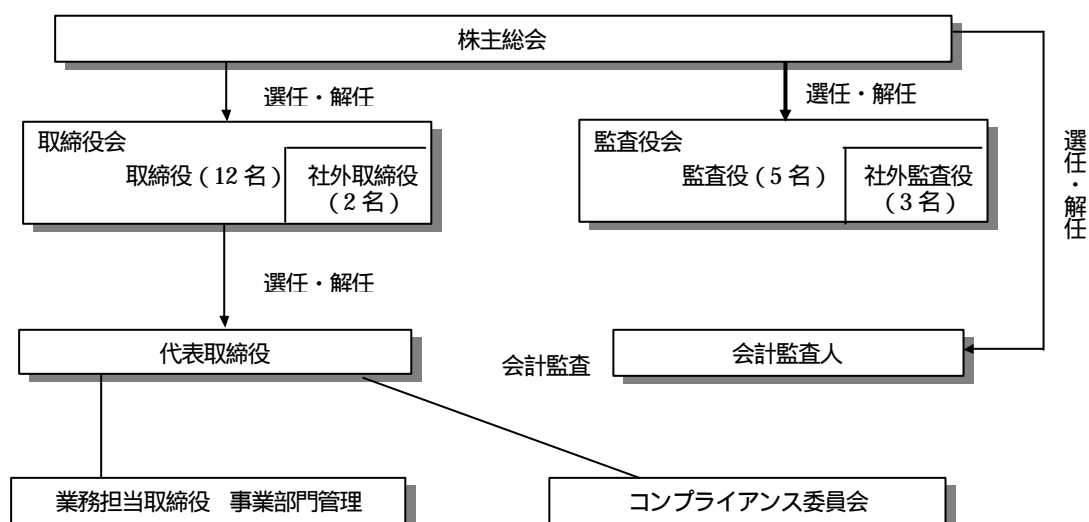 株主総会
選任・解任
選任・解任
取締役会
取締役(12名)
社外取締役
(2名)
監査役会
監査役(5名)
社外監査役
(3名)
選任・解任
選任・解任
代表取締役
会計監査
会計監査人
業務担当取締役 事業部門管理
コンプライアンス委員会